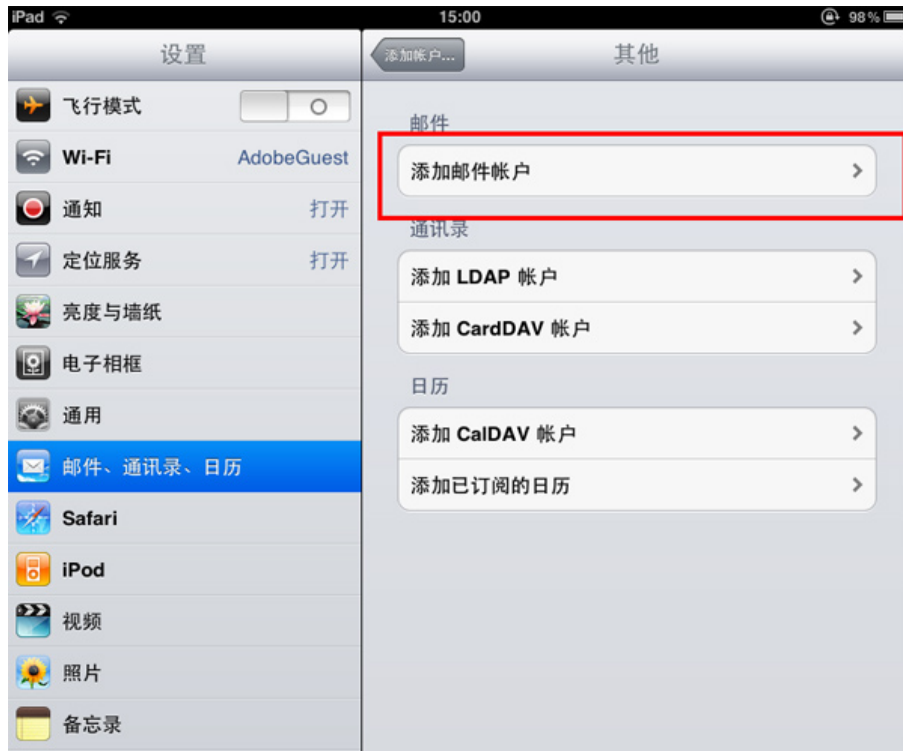 iPad 15:00 98%
设置
飞行模式
Wi-Fi AdobeGuest
通知 打开
定位服务 打开
亮度与墙纸
电子相框
通用
邮件、通讯录、日历
Safari
iPod
视频
照片
备忘录
添加帐户... 其他
邮件
添加邮件帐户
通讯录
添加 LDAP 帐户
添加 CardDAV 帐户
日历
添加 CalDAV 帐户
添加已订阅的日历